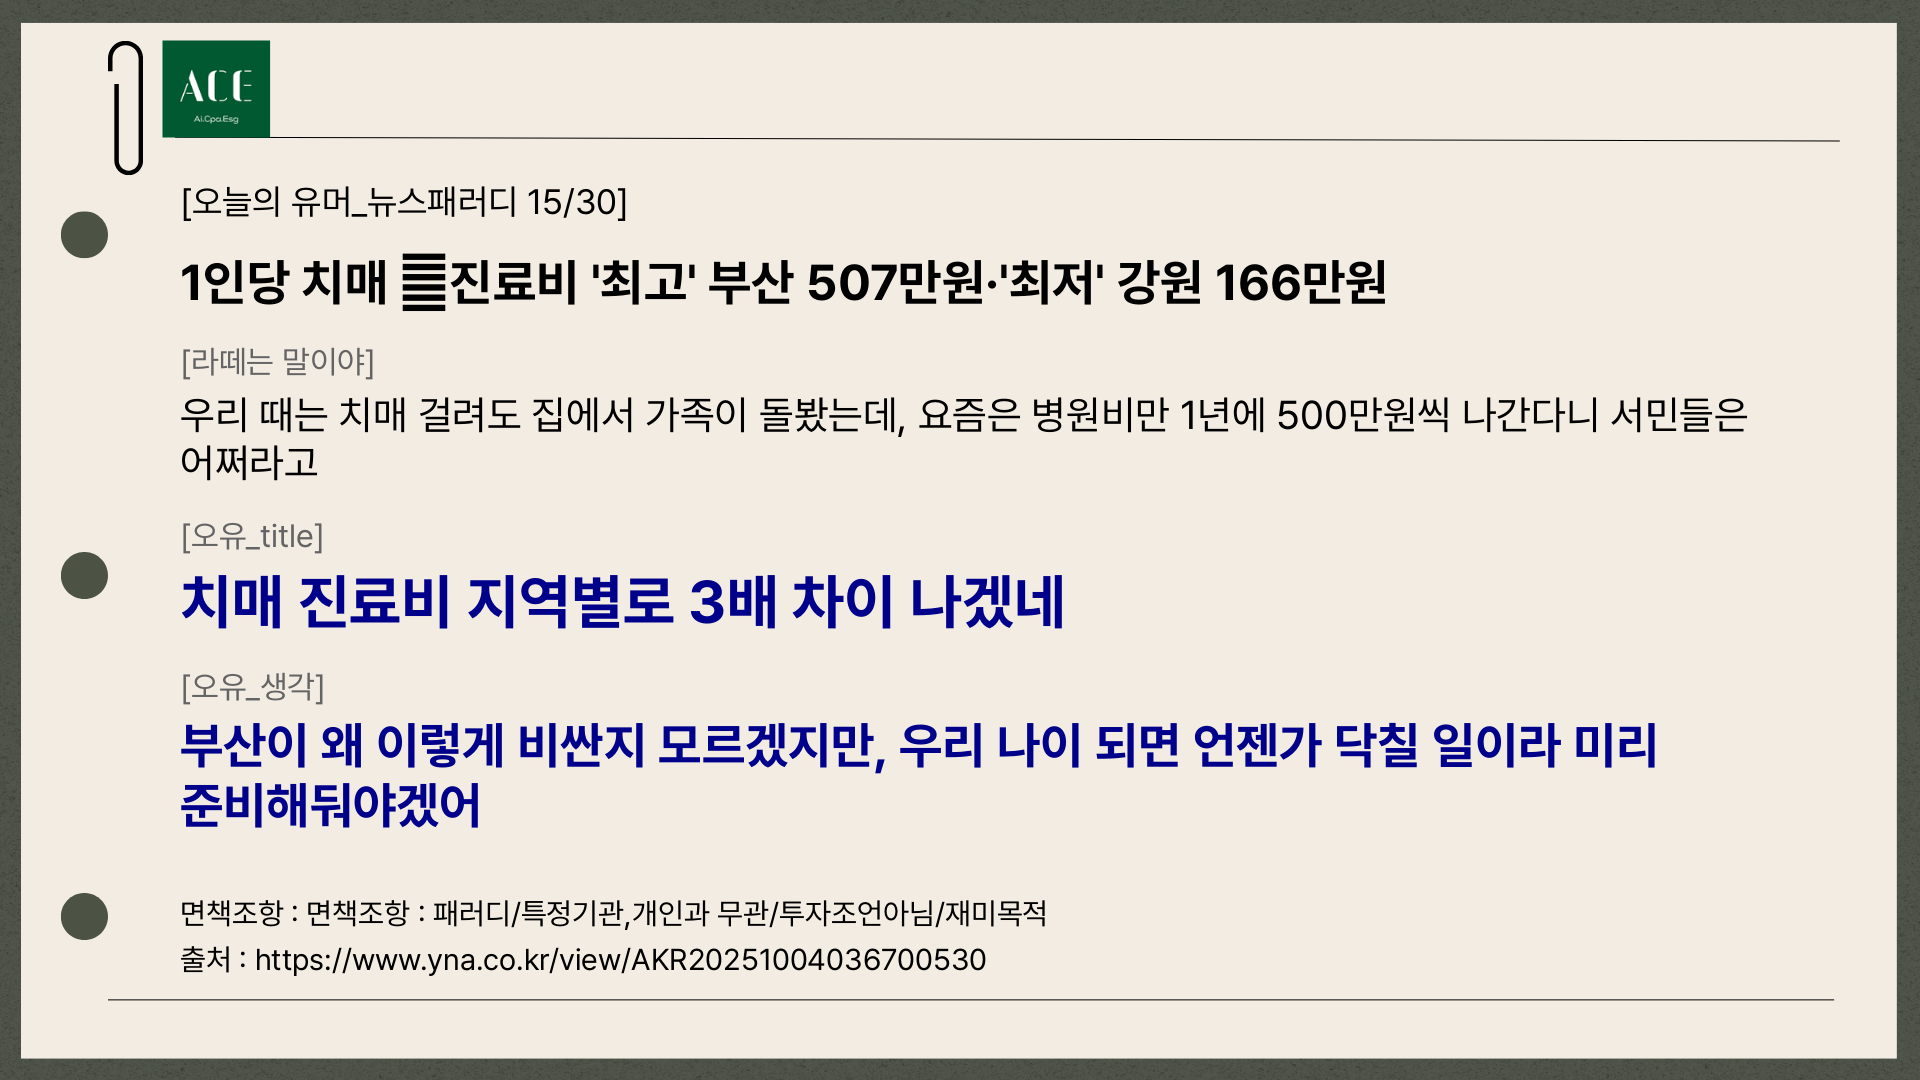 ACE
Ai.Cpa.Esg
[오늘의 유머_뉴스패러디 15/30]
1인당 치매 진료비 '최고' 부산 507만원·'최저' 강원 166만원
[라떼는 말이야]
우리 때는 치매 걸려도 집에서 가족이 돌봤는데, 요즘은 병원비만 1년에 500만원씩 나간다니 서민들은
어쩌라고
[오유_title]
치매 진료비 지역별로 3배 차이 나겠네
[오유_생각]
부산이 왜 이렇게 비싼지 모르겠지만, 우리 나이 되면 언젠가 닥칠 일이라 미리
준비해둬야겠어
면책조항 : 면책조항 : 패러디/특정기관,개인과 무관/투자조언아님/재미목적
출처 : https://www.yna.co.kr/view/AKR20251004036700530